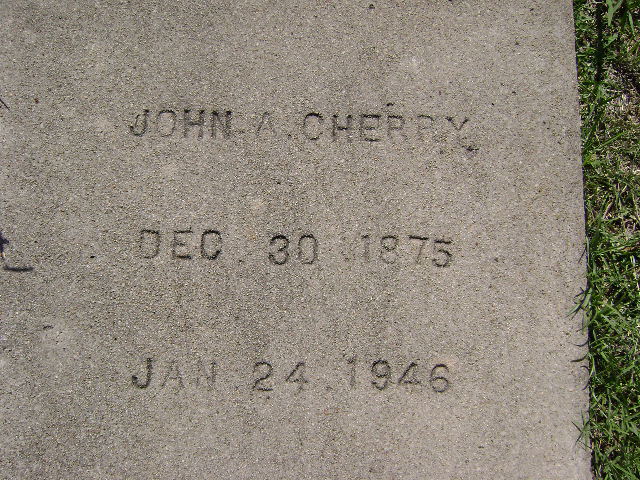 JOHN A. CHERRY
DEC. 30 1875
JAN 24 1946